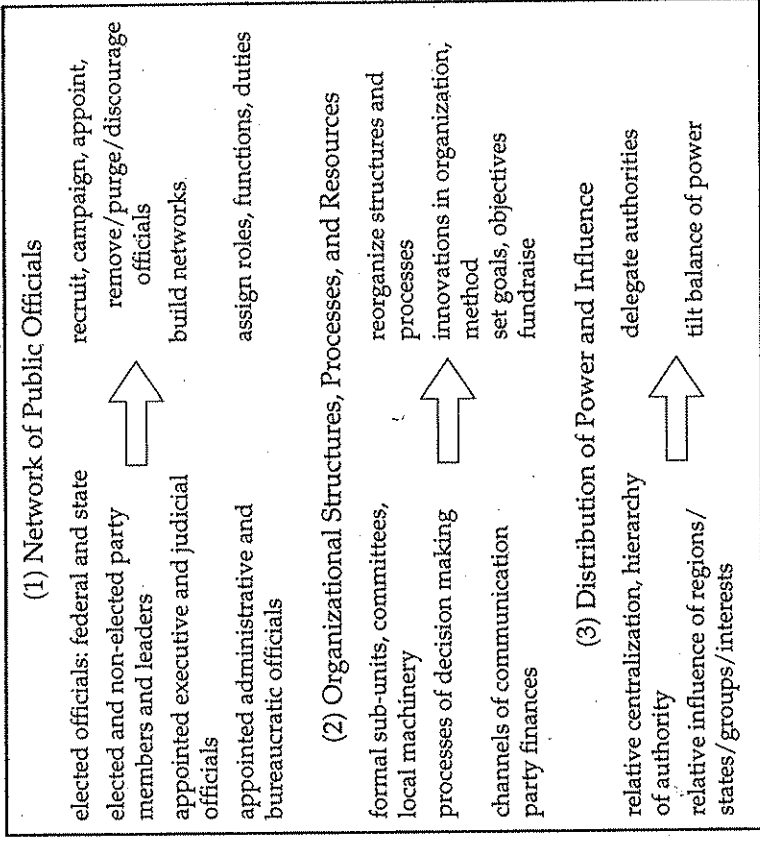 (1) Network of Public Officials
elected officials: federal and state
elected and non-elected party
members and leaders
appointed executive and judicial
officials
appointed administrative and
bureaucratic officials
recruit, campaign, appoint,
remove/purge/discourage
officials
build networks
assign roles, functions, duties
(2) Organizational Structures, Processes, and Resources
formal sub-units, committees,
local machinery
processes of decision making
channels of communication
party finances
reorganize structures and
processes
innovations in organization,
method
set goals, objectives
fundraise
(3) Distribution of Power and Influence
relative centralization, hierarchy
of authority
relative influence of regions/
states/groups/interests
delegate authorities
tilt balance of power